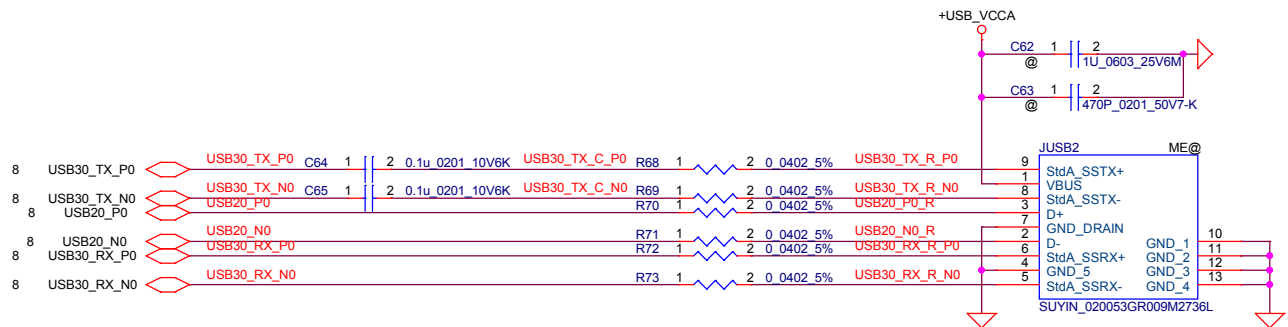 +USB_VCCA
C62 1 2
@ 1U_0603_25V6M
C63 1 2
@ 470P_0201_50V7-K
JUSB2 ME@
8 USB30_TX_P0 USB30_TX_P0 C64 1 2 0.1u_0201_10V6K USB30_TX_C_P0 R68 1 2 0_0402_5% USB30_TX_R_P0 9 StdA_SSTX+
1 VBUS
8 USB30_TX_N0 USB30_TX_N0 C65 1 2 0.1u_0201_10V6K USB30_TX_C_N0 R69 1 2 0_0402_5% USB30_TX_R_N0 8 StdA_SSTX-
8 USB20_P0 USB20_P0 R70 1 2 0_0402_5% USB20_P0_R 3 D+
7 GND_DRAIN
8 USB20_N0 USB20_N0 R71 1 2 0_0402_5% USB20_N0_R 2 D- GND_1 10
8 USB30_RX_P0 USB30_RX_P0 R72 1 2 0_0402_5% USB30_RX_R_P0 6 StdA_SSRX+ GND_2 11
4 GND_5 GND_3 12
8 USB30_RX_N0 USB30_RX_N0 R73 1 2 0_0402_5% USB30_RX_R_N0 5 StdA_SSRX- GND_4 13
SUYIN_020053GR009M2736L